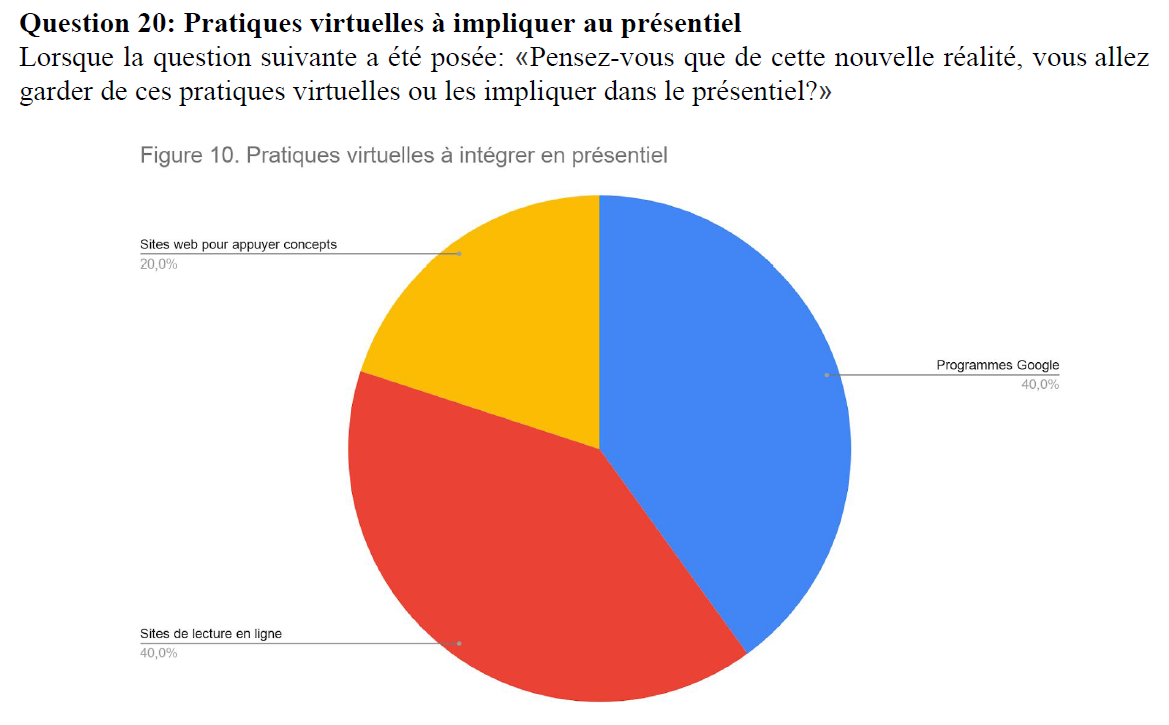 Question 20: Pratiques virtuelles à impliquer au présentiel
Lorsque la question suivante a été posée: «Pensez-vous que de cette nouvelle réalité, vous allez
garder de ces pratiques virtuelles ou les impliquer dans le présentiel?»
Figure 10. Pratiques virtuelles à intégrer en présentiel
Sites web pour appuyer concepts
20,0%
Programmes Google
40,0%
Sites de lecture en ligne
40,0%